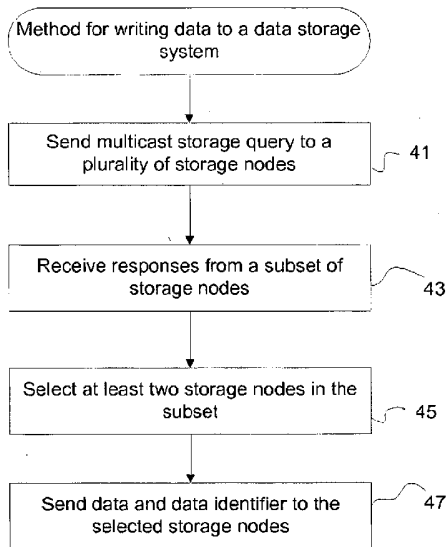 Method for writing data to a data storage
system
Send multicast storage query to a
plurality of storage nodes
41
Receive responses from a subset of
storage nodes
43
Select at least two storage nodes in the
subset
45
Send data and data identifier to the
selected storage nodes
47